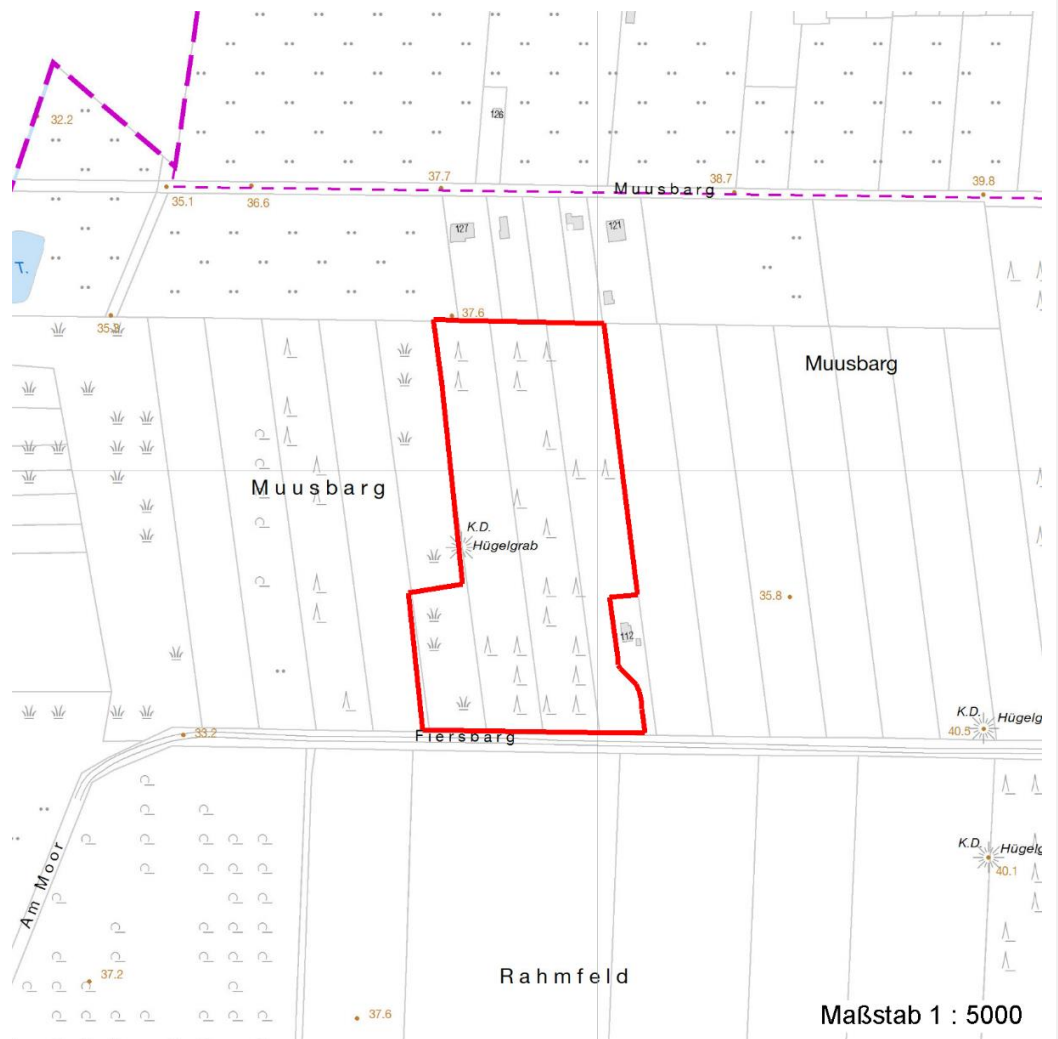 126
32.2
37.7
Muusbarg
38.7
39.8
35.1
36.6
127
121
T.
37.6
Muusbarg
Muusbarg
K.D.
Hügelgrab
35.8
112
K.D.
Hügelg
40.5
33.2
Fiersbarg
K.D.
Hügelg
40.1
Am Moor
37.2
Rahmfeld
37.6
Maßstab 1 : 5000